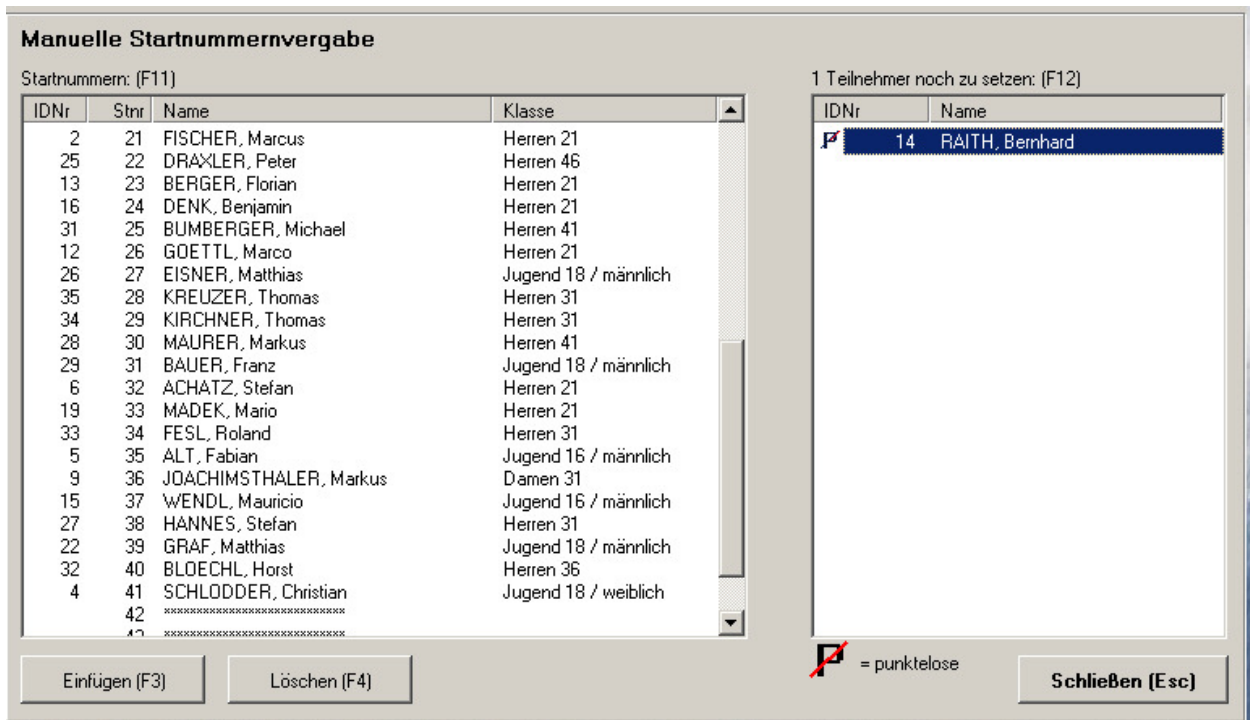 Manuelle Startnummernvergabe
Startnummern: (F11)
IDNr Stnr Name Klasse
2 21 FISCHER, Marcus Herren 21
25 22 DRAXLER, Peter Herren 46
13 23 BERGER, Florian Herren 21
16 24 DENK, Benjamin Herren 21
31 25 BUMBERGER, Michael Herren 41
12 26 GOETTL, Marco Herren 21
26 27 EISNER, Matthias Jugend 18 / männlich
35 28 KREUZER, Thomas Herren 31
34 29 KIRCHNER, Thomas Herren 31
28 30 MAURER, Markus Herren 41
29 31 BAUER, Franz Jugend 18 / männlich
6 32 ACHATZ, Stefan Herren 21
19 33 MADEK, Mario Herren 21
33 34 FESL, Roland Herren 31
5 35 ALT, Fabian Jugend 16 / männlich
9 36 JOACHIMSTHALER, Markus Damen 31
15 37 WENDL, Mauricio Jugend 16 / männlich
27 38 HANNES, Stefan Herren 31
22 39 GRAF, Matthias Jugend 18 / männlich
32 40 BLOECHL, Horst Herren 36
4 41 SCHLODDER, Christian Jugend 18 / weiblich
42 ****************************
Einfügen (F3) Löschen (F4)
1 Teilnehmer noch zu setzen: (F12)
IDNr Name
P 14 RAITH, Bernhard
P = punktelose
Schließen (Esc)